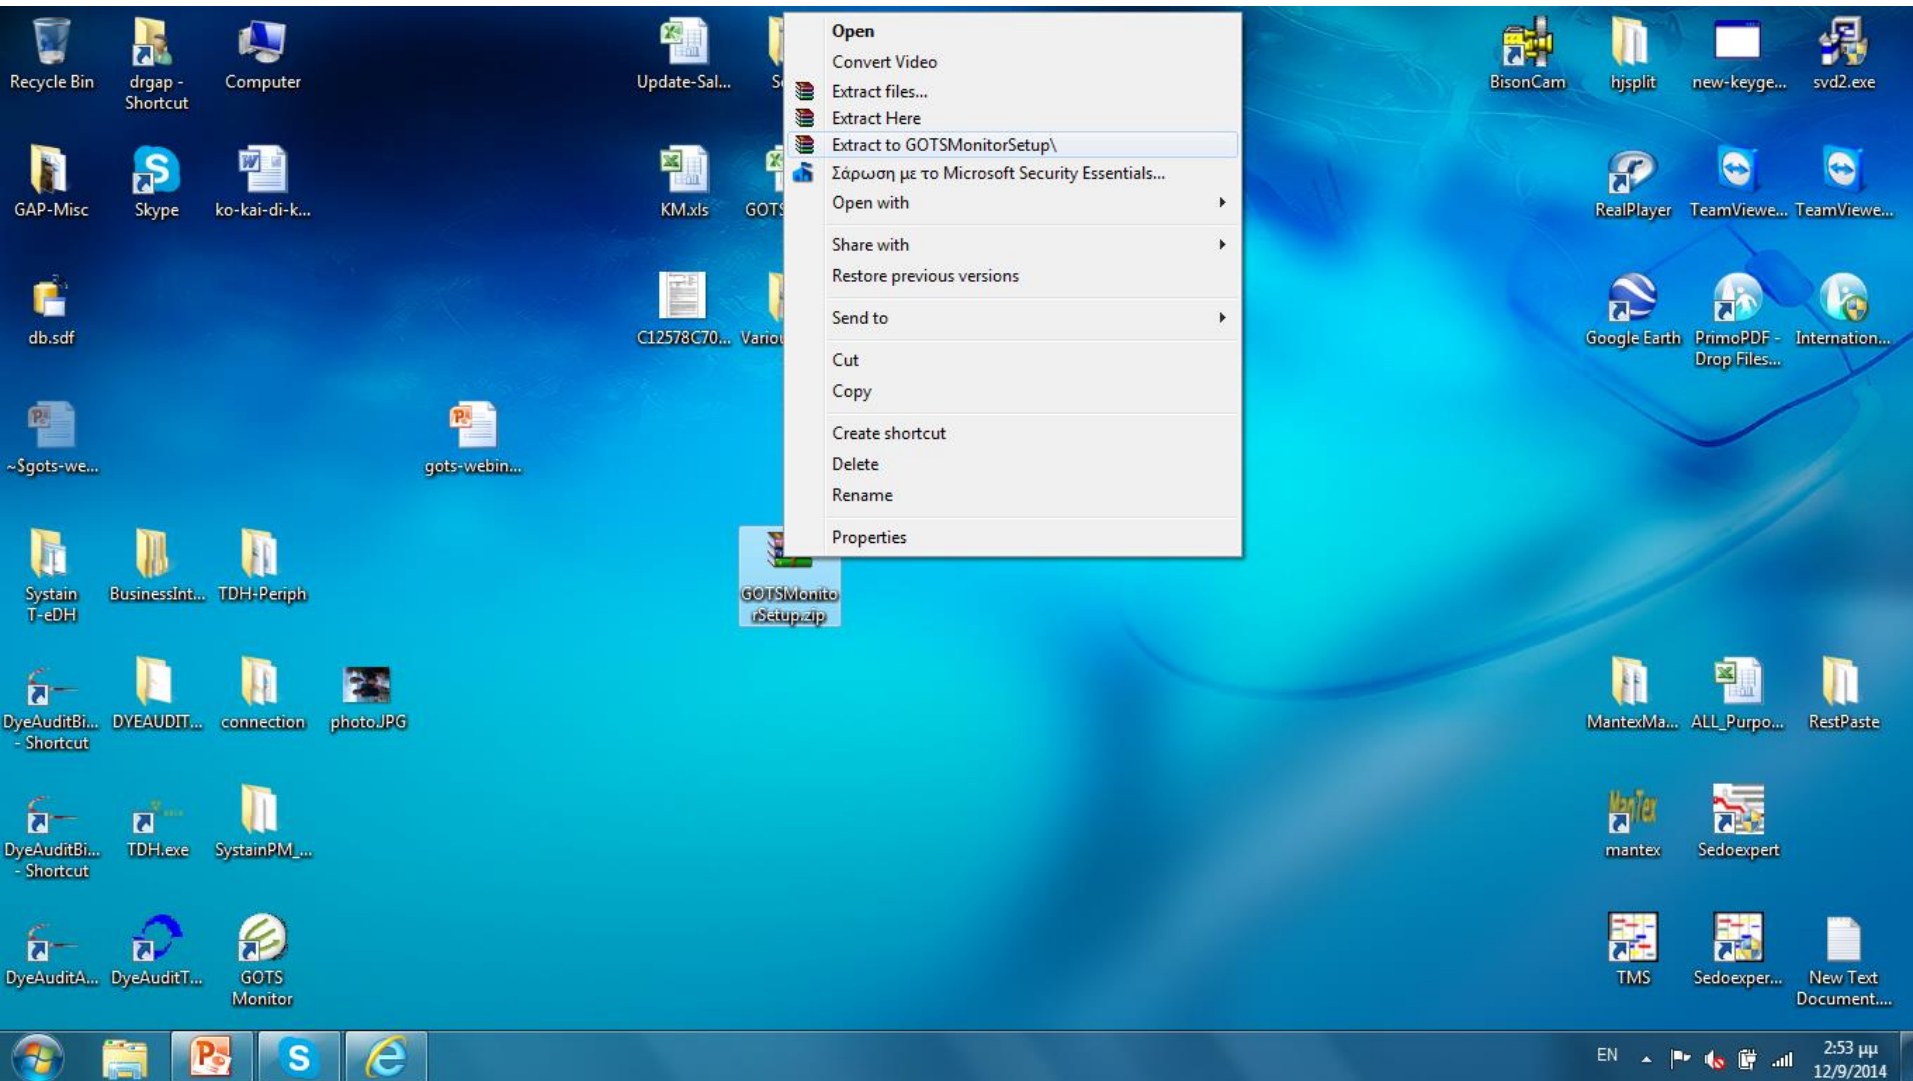 Recycle Bin
drgap -
Shortcut
Computer
Update-Sal...
BisonCam
hjsplit
new-keyge...
svd2.exe
Open
Convert Video
Extract files...
Extract Here
Extract to GOTSMonitorSetup\
Σάρωση με το Microsoft Security Essentials...
Open with
Share with
Restore previous versions
Send to
Cut
Copy
Create shortcut
Delete
Rename
Properties
GAP-Misc
Skype
ko-kai-di-k...
KM.xls
GOTS
RealPlayer
TeamViewe...
TeamViewe...
db.sdf
C12578C70...
Variou
Google Earth
PrimoPDF -
Drop Files...
Internation...
~$gots-we...
gots-webin...
Systain
T-eDH
BusinessInt...
TDH-Periph
GOTSMonito
rSetup.zip
DyeAuditBi...
- Shortcut
DYEAUDIT...
connection
photo.JPG
MantexMa...
ALL_Purpo...
RestPaste
DyeAuditBi...
- Shortcut
TDH.exe
SystainPM_...
ManTex
mantex
Sedoexpert
DyeAuditA...
DyeAuditT...
GOTS
Monitor
TMS
Sedoexper...
New Text
Document....
EN
2:53 μμ
12/9/2014